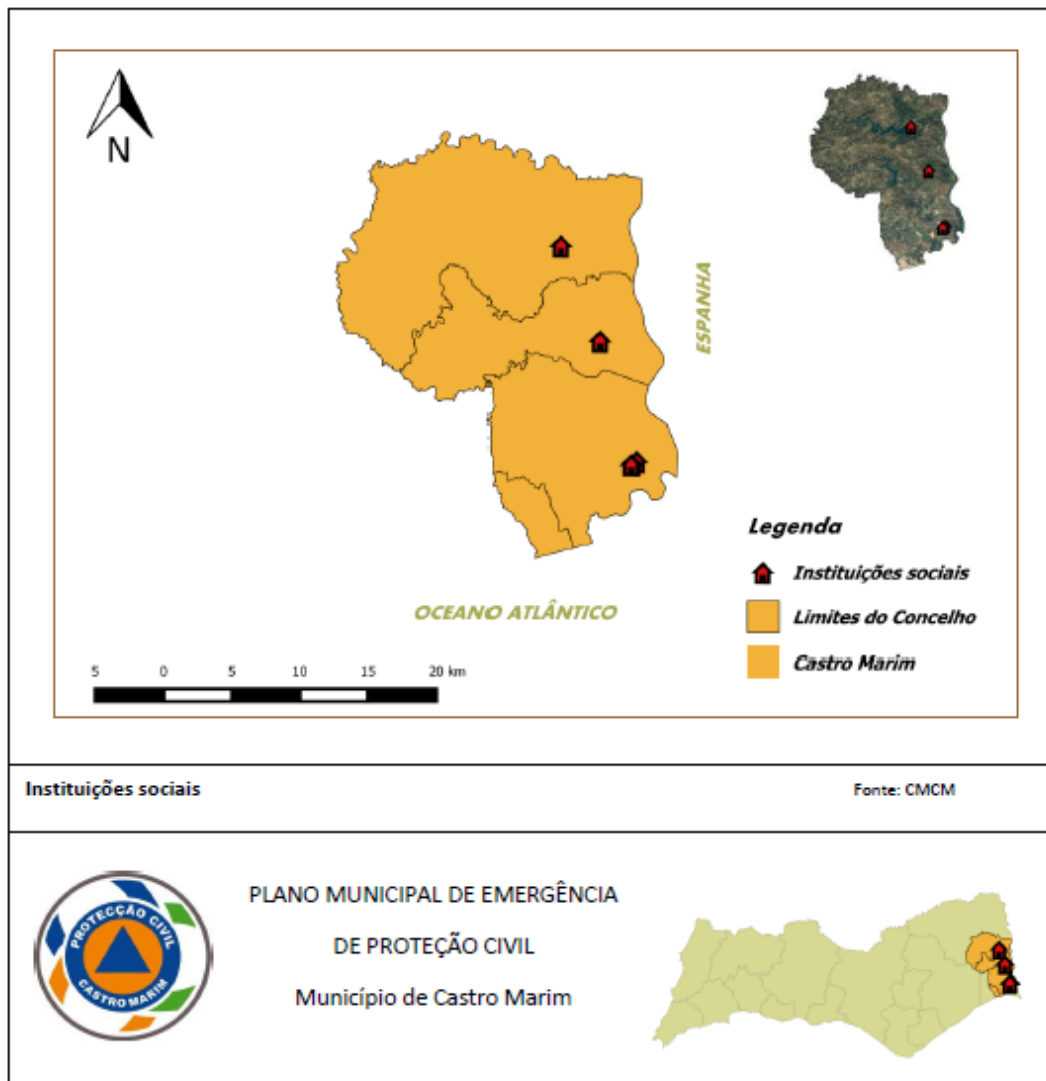 N
ESPANHA
Legenda
Instituições sociais
Limites do Concelho
Castro Marim
OCEANO ATLÂNTICO
5 0 5 10 15 20 km
Instituições sociais
Fonte: CMCM
PROTECÇÃO CIVIL
CASTRO MARIM
PLANO MUNICIPAL DE EMERGÊNCIA
DE PROTEÇÃO CIVIL
Município de Castro Marim